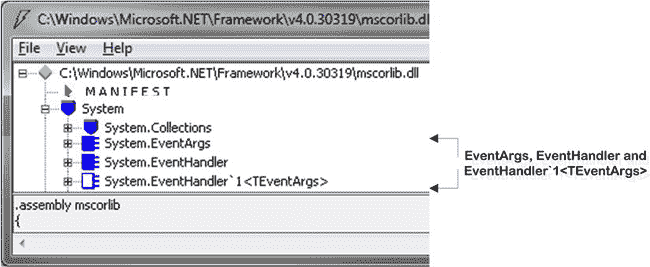 C:\Windows\Microsoft.NET\Framework\v4.0.30319\mscorlib.dll
File View Help
C:\Windows\Microsoft.NET\Framework\v4.0.30319\mscorlib.dll
MANIFEST
System
System.Collections
System.EventArgs
System.EventHandler
System.EventHandler`1<TEventArgs>
EventArgs, EventHandler and
EventHandler`1<TEventArgs>
.assembly mscorlib
{